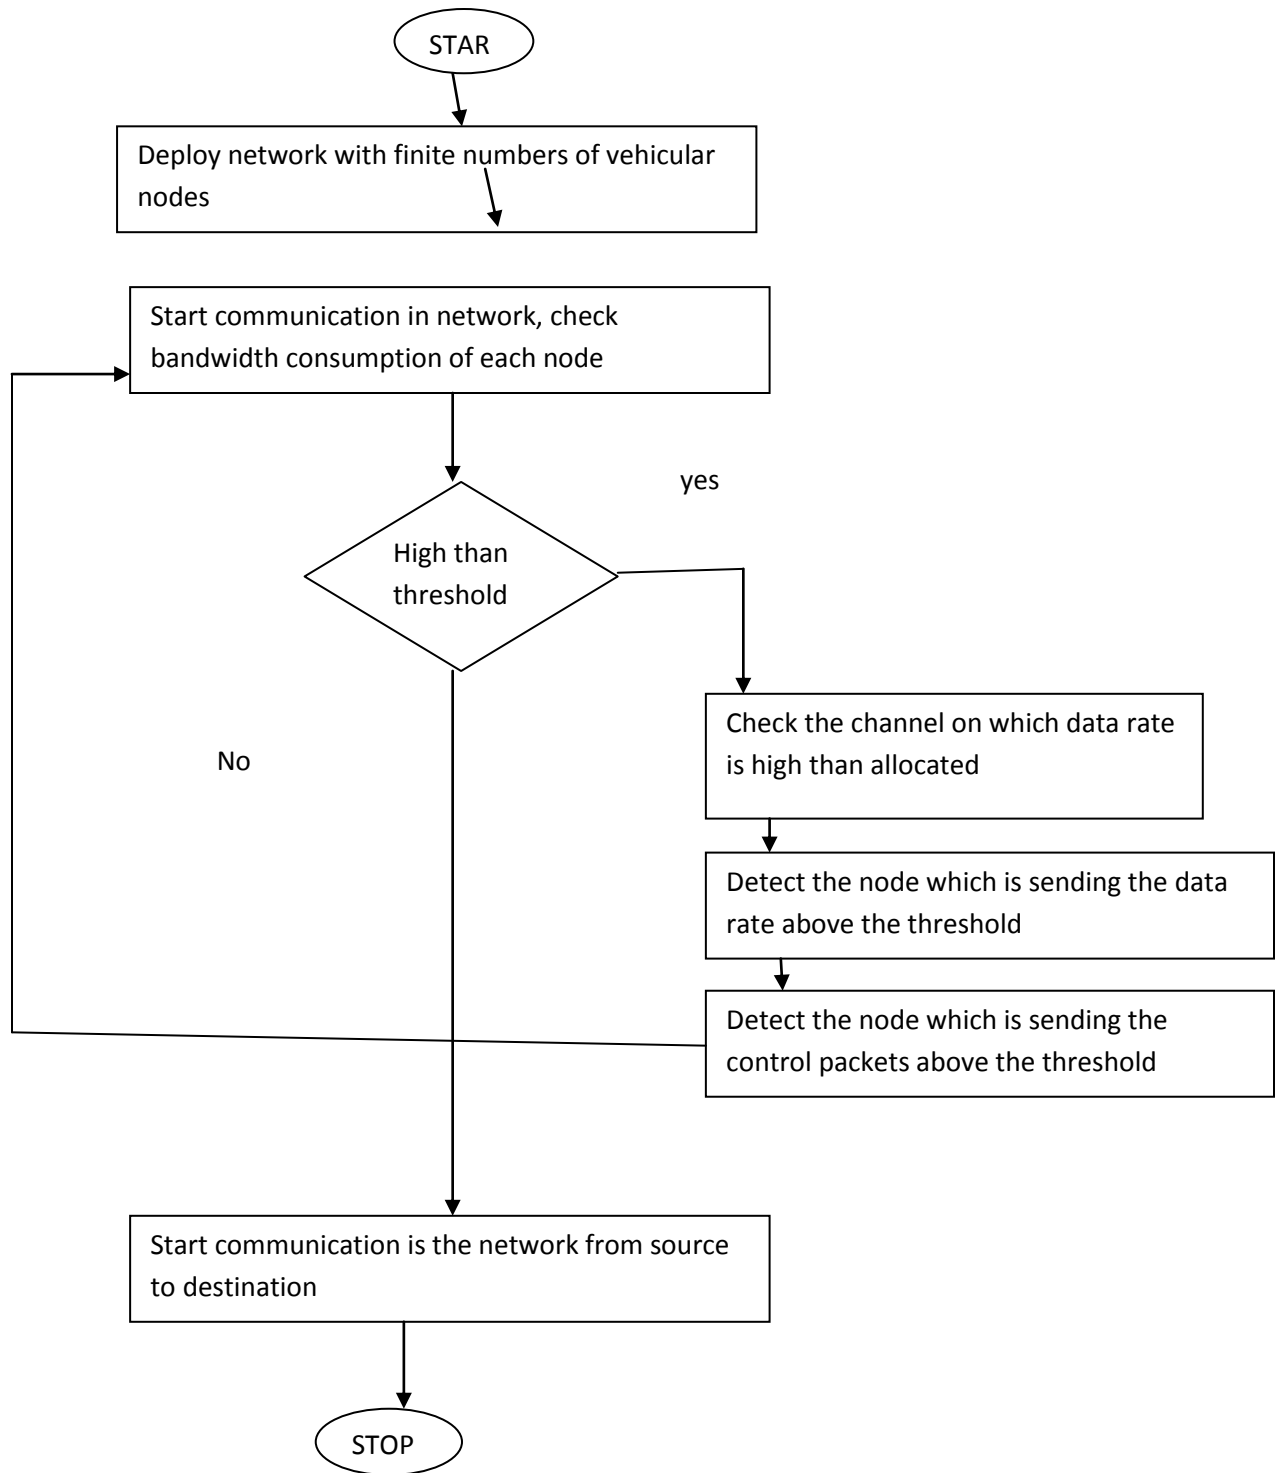 STAR
Deploy network with finite numbers of vehicular
nodes
Start communication in network, check
bandwidth consumption of each node
yes
High than
threshold
No
Check the channel on which data rate
is high than allocated
Detect the node which is sending the data
rate above the threshold
Detect the node which is sending the
control packets above the threshold
Start communication is the network from source
to destination
STOP